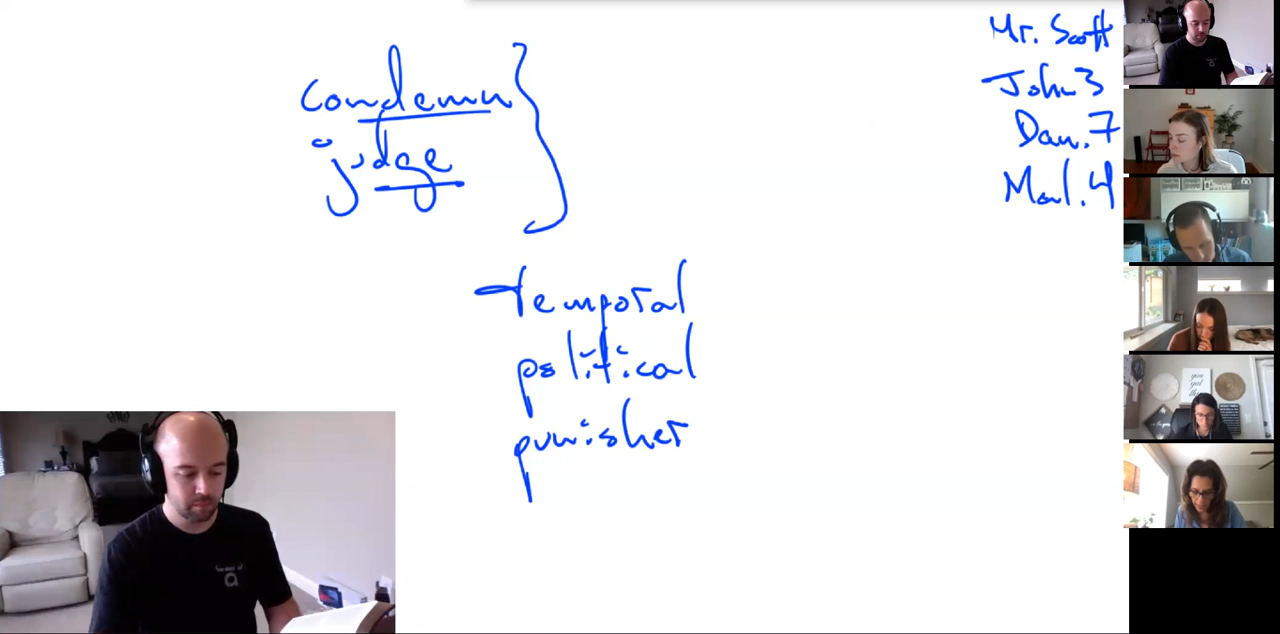 condemn
judge
temporal
political
punisher
Mr. Scott
John 3
Dan. 7
Mal. 4